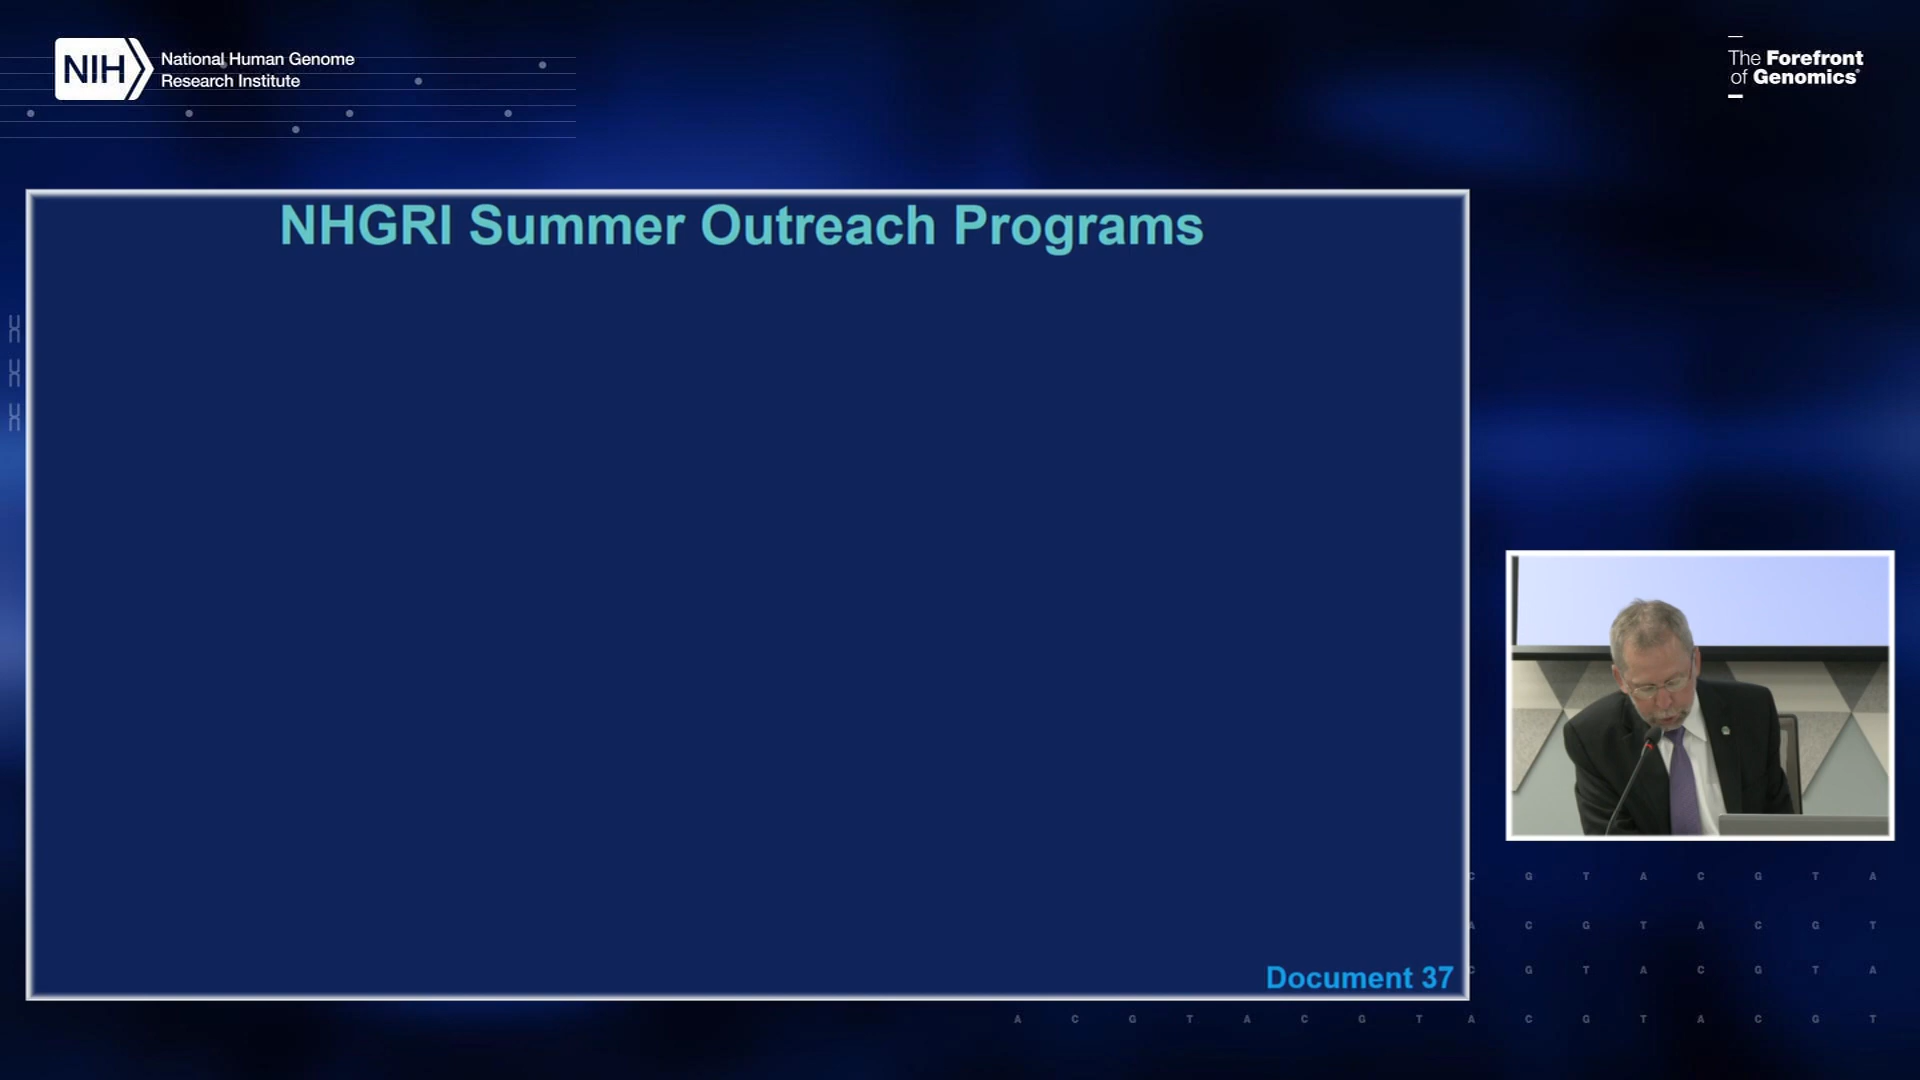 NIH National Human Genome
Research Institute
The Forefront
of Genomics®
NHGRI Summer Outreach Programs
Document 37
C G T A C G T A
A C G T A C G T
C G T A C G T A
A C G T A C G T A C G T A C G T